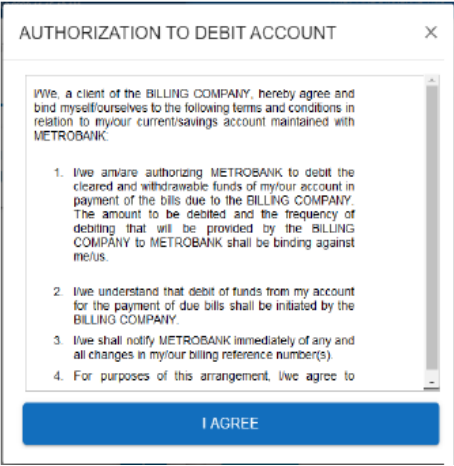 AUTHORIZATION TO DEBIT ACCOUNT
I/We, a client of the BILLING COMPANY, hereby agree and
bind myself/ourselves to the following terms and conditions in
relation to my/our current/savings account maintained with
METROBANK:
1. I/we am/are authorizing METROBANK to debit the
cleared and withdrawable funds of my/our account in
payment of the bills due to the BILLING COMPANY.
The amount to be debited and the frequency of
debiting that will be provided by the BILLING
COMPANY to METROBANK shall be binding against
me/us.
2. I/we understand that debit of funds from my account
for the payment of due bills shall be initiated by the
BILLING COMPANY.
3. I/we shall notify METROBANK immediately of any and
all changes in my/our billing reference number(s).
4. For purposes of this arrangement, I/we agree to
I AGREE